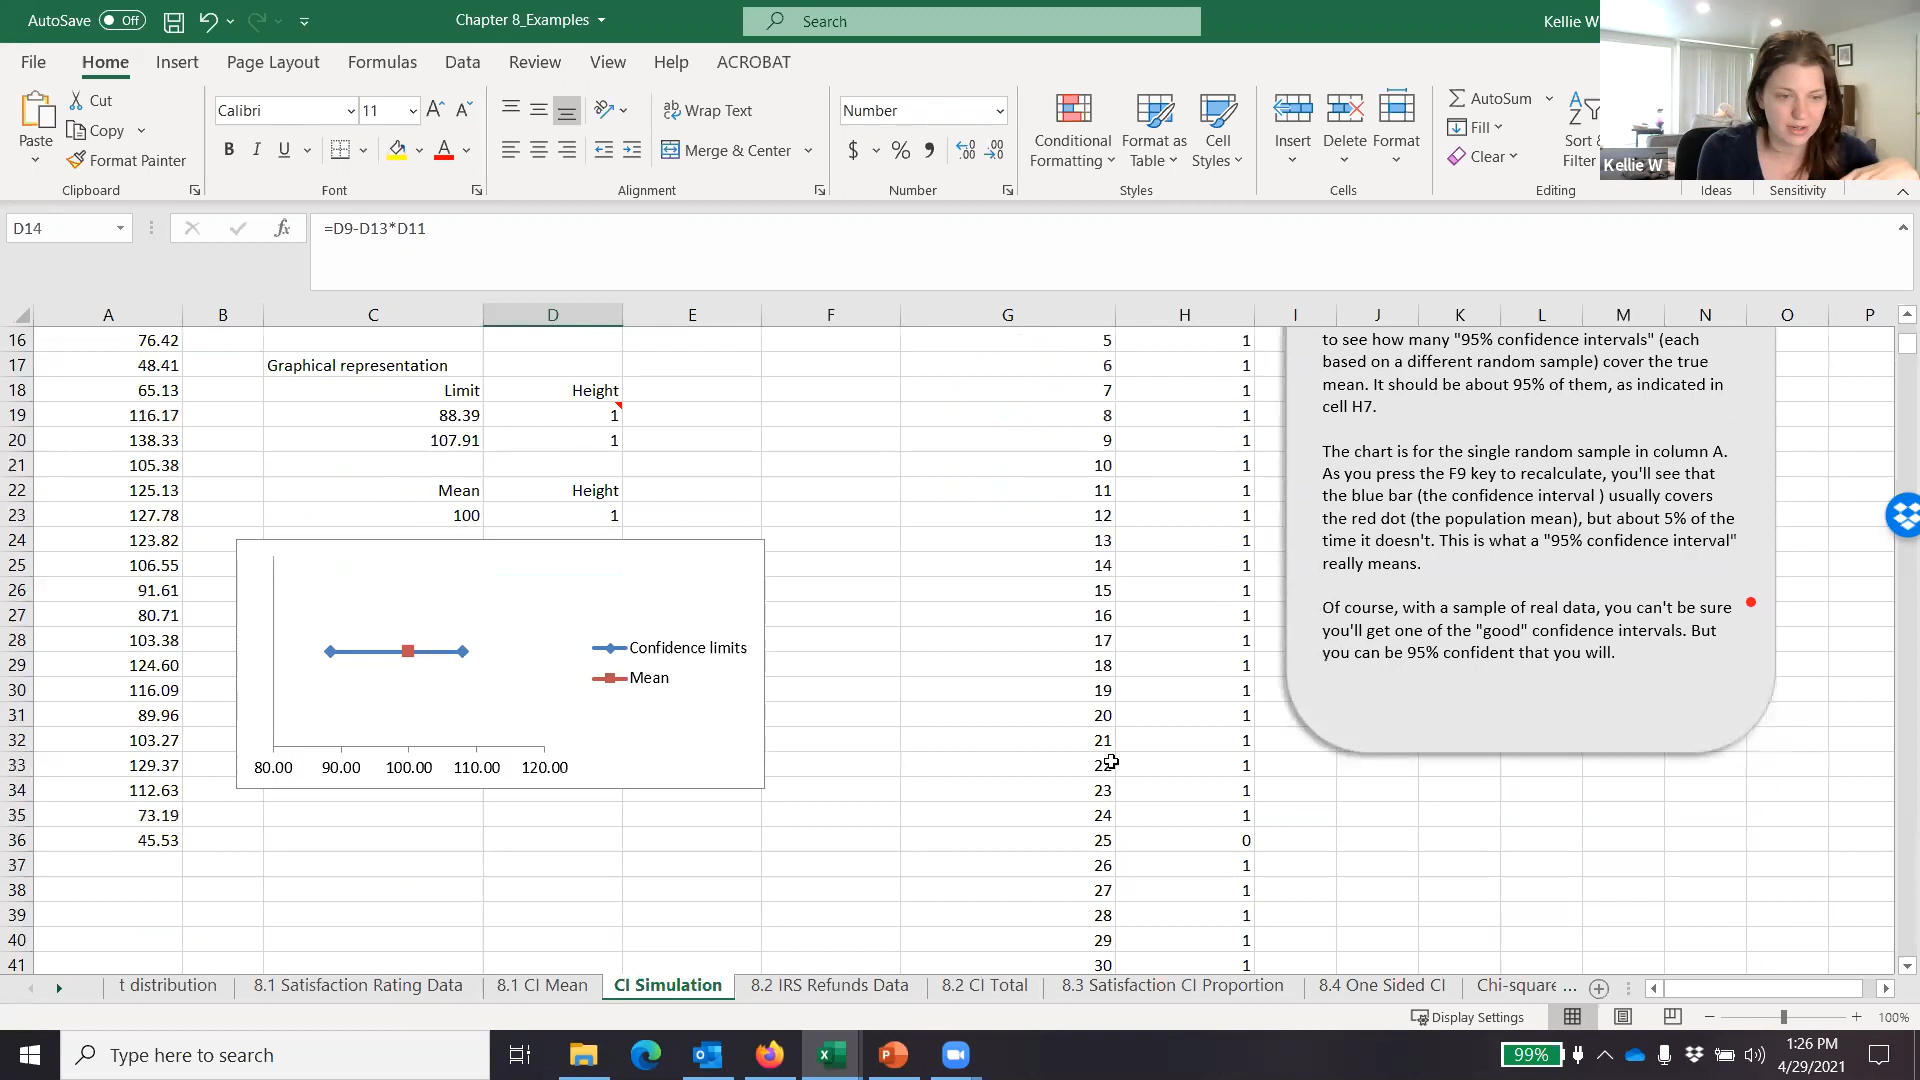 AutoSave Off Chapter 8_Examples Search Kellie W
File Home Insert Page Layout Formulas Data Review View Help ACROBAT
Paste
Cut
Copy
Format Painter
Clipboard
Calibri 11
B I U
Font
Wrap Text
Merge & Center
Alignment
Number
$ % 9
Number
Conditional Formatting
Format as Table
Cell Styles
Styles
Insert Delete Format
Cells
AutoSum
Fill
Clear
Sort & Filter
Editing
Ideas
Sensitivity
Kellie W
D14 fx =D9-D13*D11
A B C D E F G H I J K L M N O P
16 76.42 5 1
17 48.41 Graphical representation 6 1
18 65.13 Limit Height 7 1
19 116.17 88.39 1 8 1
20 138.33 107.91 1 9 1
21 105.38 10 1
22 125.13 Mean Height 11 1
23 127.78 100 1 12 1
24 123.82 13 1
25 106.55 14 1
26 91.61 15 1
27 80.71 16 1
28 103.38 17 1
29 124.60 18 1
30 116.09 19 1
31 89.96 20 1
32 103.27 21 1
33 129.37 22 1
34 112.63 23 1
35 73.19 24 1
36 45.53 25 0
37 26 1
38 27 1
39 28 1
40 29 1
41 30 1
Confidence limits
Mean
80.00 90.00 100.00 110.00 120.00
to see how many "95% confidence intervals" (each
based on a different random sample) cover the true
mean. It should be about 95% of them, as indicated in
cell H7.
The chart is for the single random sample in column A.
As you press the F9 key to recalculate, you'll see that
the blue bar (the confidence interval ) usually covers
the red dot (the population mean), but about 5% of the
time it doesn't. This is what a "95% confidence interval"
really means.
Of course, with a sample of real data, you can't be sure
you'll get one of the "good" confidence intervals. But
you can be 95% confident that you will.
t distribution 8.1 Satisfaction Rating Data 8.1 CI Mean CI Simulation 8.2 IRS Refunds Data 8.2 CI Total 8.3 Satisfaction CI Proportion 8.4 One Sided CI Chi-square ...
Display Settings 100%
Type here to search
99%
1:26 PM
4/29/2021